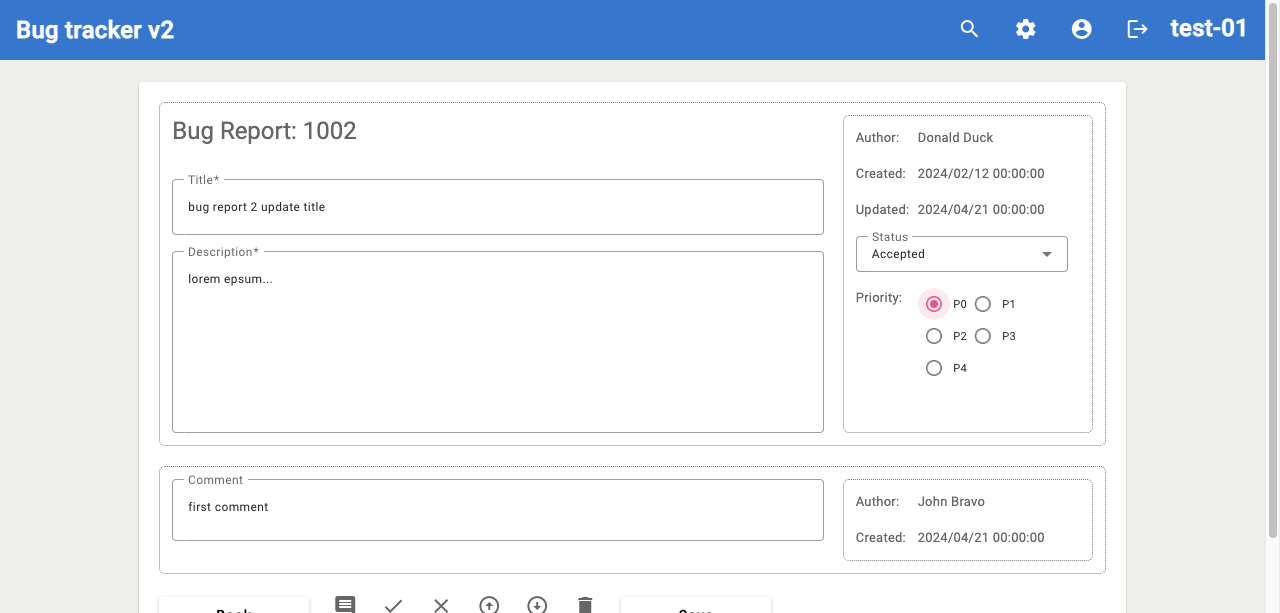 Bug tracker v2
test-01
Bug Report: 1002
Title*
bug report 2 update title
Description*
lorem epsum...
Author: Donald Duck
Created: 2024/02/12 00:00:00
Updated: 2024/04/21 00:00:00
Status
Accepted
Priority:
P0 P1
P2 P3
P4
Comment
first comment
Author: John Bravo
Created: 2024/04/21 00:00:00
Back
Save